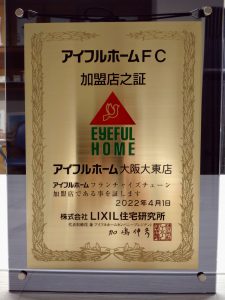 アイフルホームFC
加盟店之証
EYEFUL
HOME
アイフルホーム大阪大東店
アイフルホームフランチャイズチェーン
加盟店である事を証します
2022年4月1日
株式会社 LIXIL住宅研究所